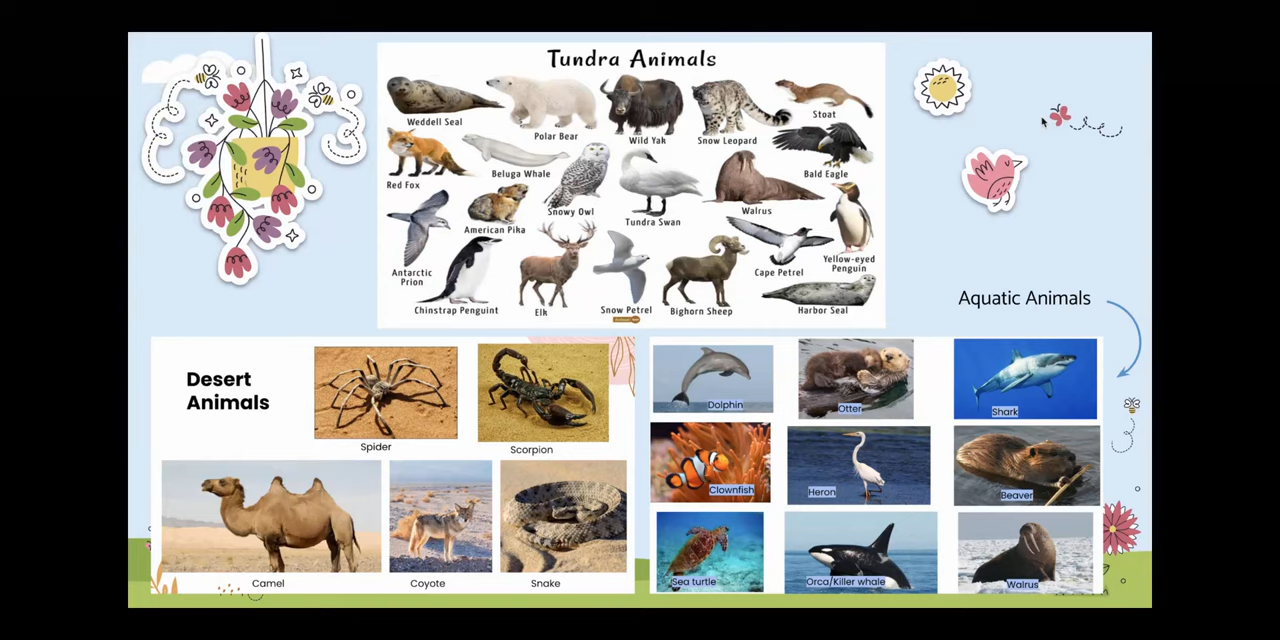 Tundra Animals
Weddell Seal
Polar Bear
Wild Yak
Snow Leopard
Stoat
Red Fox
Beluga Whale
Snowy Owl
Tundra Swan
Walrus
Bald Eagle
American Pika
Antarctic
Prion
Chinstrap Penguint
Elk
Snow Petrel
Bighorn Sheep
Cape Petrel
Yellow-eyed
Penguin
Harbor Seal
Aquatic Animals
Desert
Animals
Spider
Scorpion
Camel
Coyote
Snake
Dolphin
Otter
Shark
Clownfish
Heron
Beaver
Sea turtle
Orca/Killer whale
Walrus